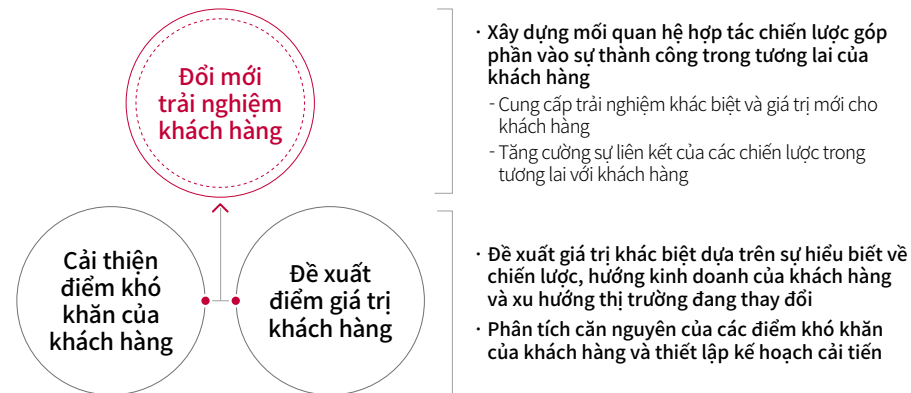 Đổi mới
trải nghiệm
khách hàng
· Xây dựng mối quan hệ hợp tác chiến lược góp
phần vào sự thành công trong tương lai của
khách hàng
- Cung cấp trải nghiệm khác biệt và giá trị mới cho
khách hàng
- Tăng cường sự liên kết của các chiến lược trong
tương lai với khách hàng
Cải thiện
điểm khó
khăn của
khách hàng
Đề xuất
điểm giá trị
khách hàng
· Đề xuất giá trị khác biệt dựa trên sự hiểu biết về
chiến lược, hướng kinh doanh của khách hàng
và xu hướng thị trường đang thay đổi
· Phân tích căn nguyên của các điểm khó khăn
của khách hàng và thiết lập kế hoạch cải tiến